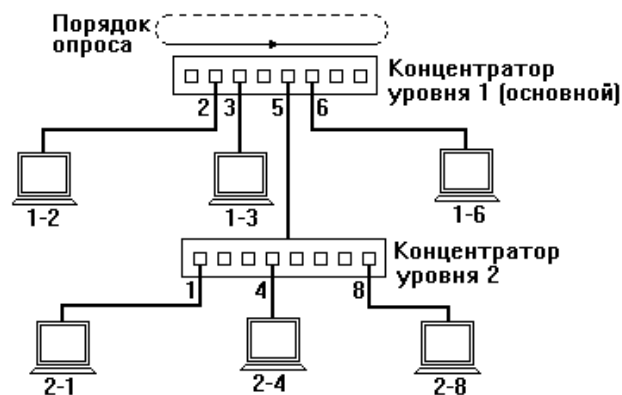 Порядок
опроса
Концентратор
уровня 1 (основной)
2 3 5 6
1-2 1-3 1-6
Концентратор
уровня 2
1 4 8
2-1 2-4 2-8